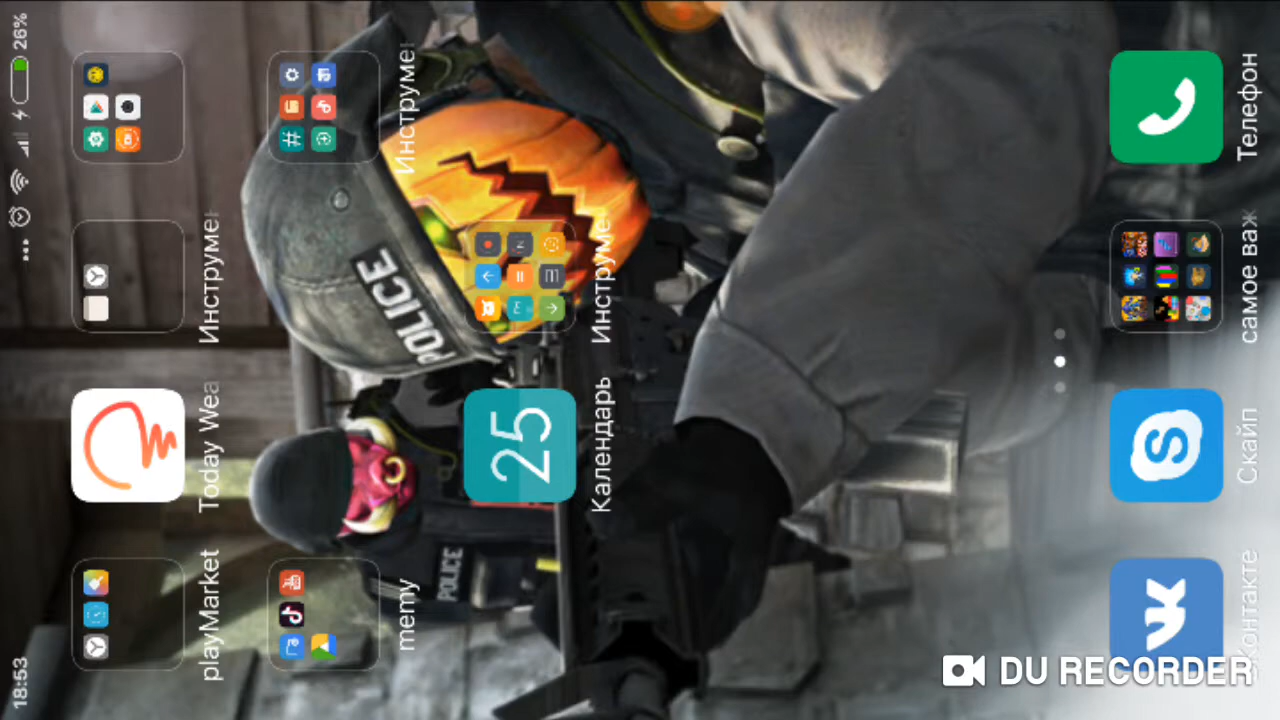 18:53 26%
playMarket Today Wea Инструме
memy Инструме
POLICE
POLICE
25
Календарь Инструме
Контакте Скайп самое важ Телефон
DU RECORDER